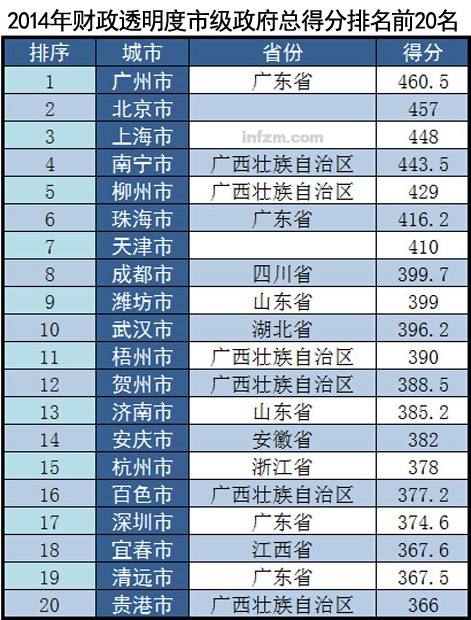 2014年财政透明度市级政府总得分排名前20名
排序 城市 省份 得分
1 广州市 广东省 460.5
2 北京市 457
3 上海市 infzm.com 448
4 南宁市 广西壮族自治区 443.5
5 柳州市 广西壮族自治区 429
6 珠海市 广东省 416.2
7 天津市 410
8 成都市 四川省 399.7
9 潍坊市 山东省 399
10 武汉市 湖北省 396.2
11 梧州市 广西壮族自治区 390
12 贺州市 广西壮族自治区 388.5
13 济南市 山东省 385.2
14 安庆市 安徽省 382
15 杭州市 浙江省 378
16 百色市 广西壮族自治区 377.2
17 深圳市 广东省 374.6
18 宜春市 江西省 367.6
19 清远市 广东省 367.5
20 贵港市 广西壮族自治区 366